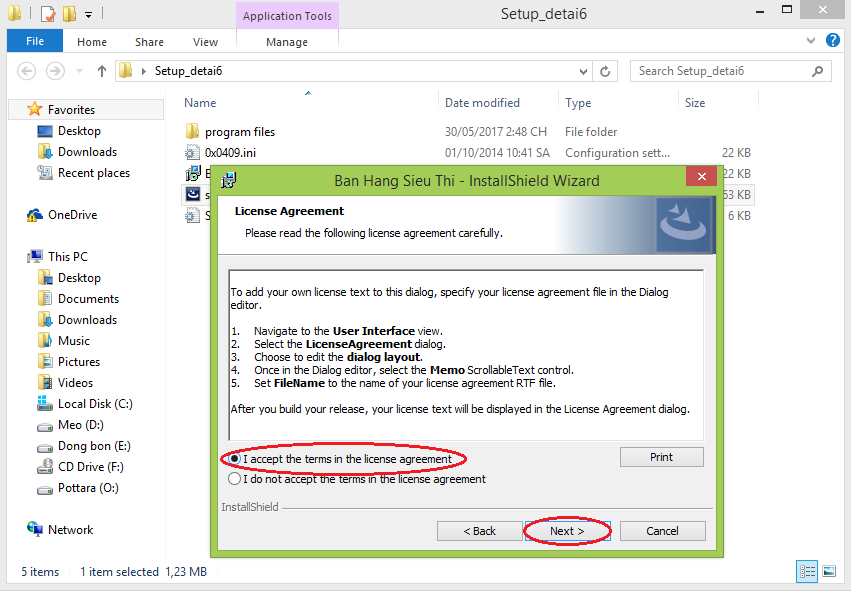 Application Tools
Setup_detai6
File
Home
Share
View
Manage
Setup_detai6
Search Setup_detai6
Name
Date modified
Type
Size
Favorites
Desktop
Downloads
Recent places
OneDrive
This PC
Desktop
Documents
Downloads
Music
Pictures
Videos
Local Disk (C:)
Meo (D:)
Dong bon (E:)
CD Drive (F:)
Pottara (O:)
Network
program files
30/05/2017 2:48 CH
File folder
0x0409.ini
01/10/2014 10:41 SA
Configuration sett...
22 KB
22 KB
63 KB
6 KB
Ban Hang Sieu Thi - InstallShield Wizard
License Agreement
Please read the following license agreement carefully.
To add your own license text to this dialog, specify your license agreement file in the Dialog
editor.
1. Navigate to the User Interface view.
2. Select the LicenseAgreement dialog.
3. Choose to edit the dialog layout.
4. Once in the Dialog editor, select the Memo ScrollableText control.
5. Set FileName to the name of your license agreement RTF file.
After you build your release, your license text will be displayed in the License Agreement dialog.
I accept the terms in the license agreement
Print
I do not accept the terms in the license agreement
InstallShield
< Back
Next >
Cancel
5 items
1 item selected 1,23 MB